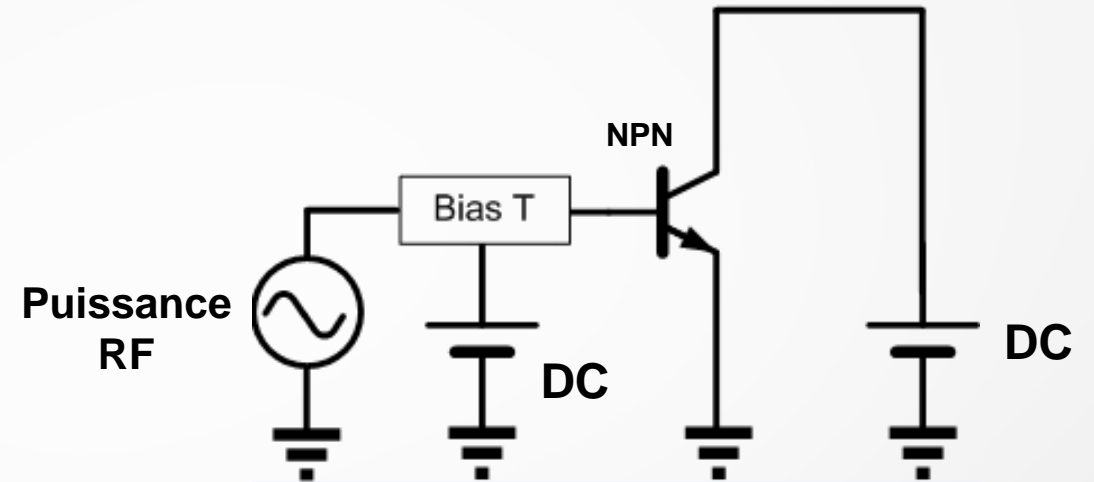 NPN
Bias T
Puissance
RF
DC
DC